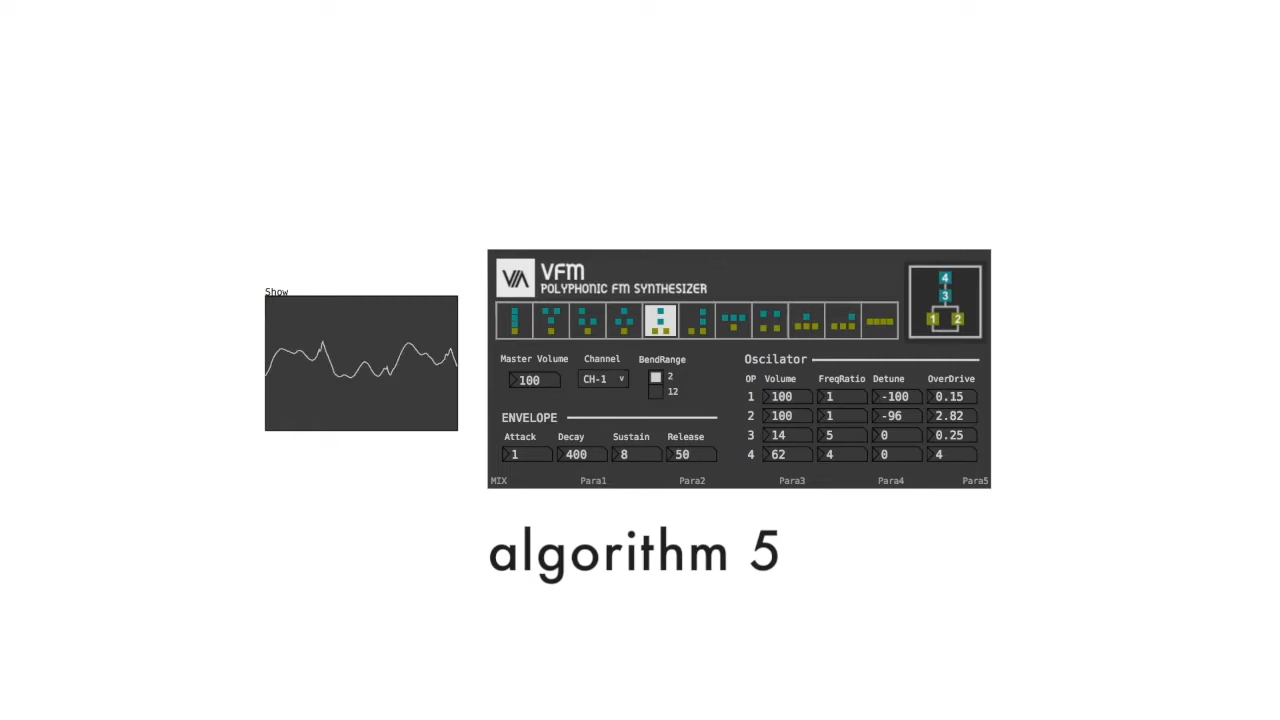 Show
VFM
POLYPHONIC FM SYNTHESIZER
4
3
1 2
Master Volume Channel BendRange
100 CH-1 v 2
12
ENVELOPE
Attack Decay Sustain Release
1 400 8 50
Oscilator
OP Volume FreqRatio Detune OverDrive
1 100 1 -100 0.15
2 100 1 -96 2.82
3 14 5 0 0.25
4 62 4 0 4
MIX Para1 Para2 Para3 Para4 Para5
algorithm 5